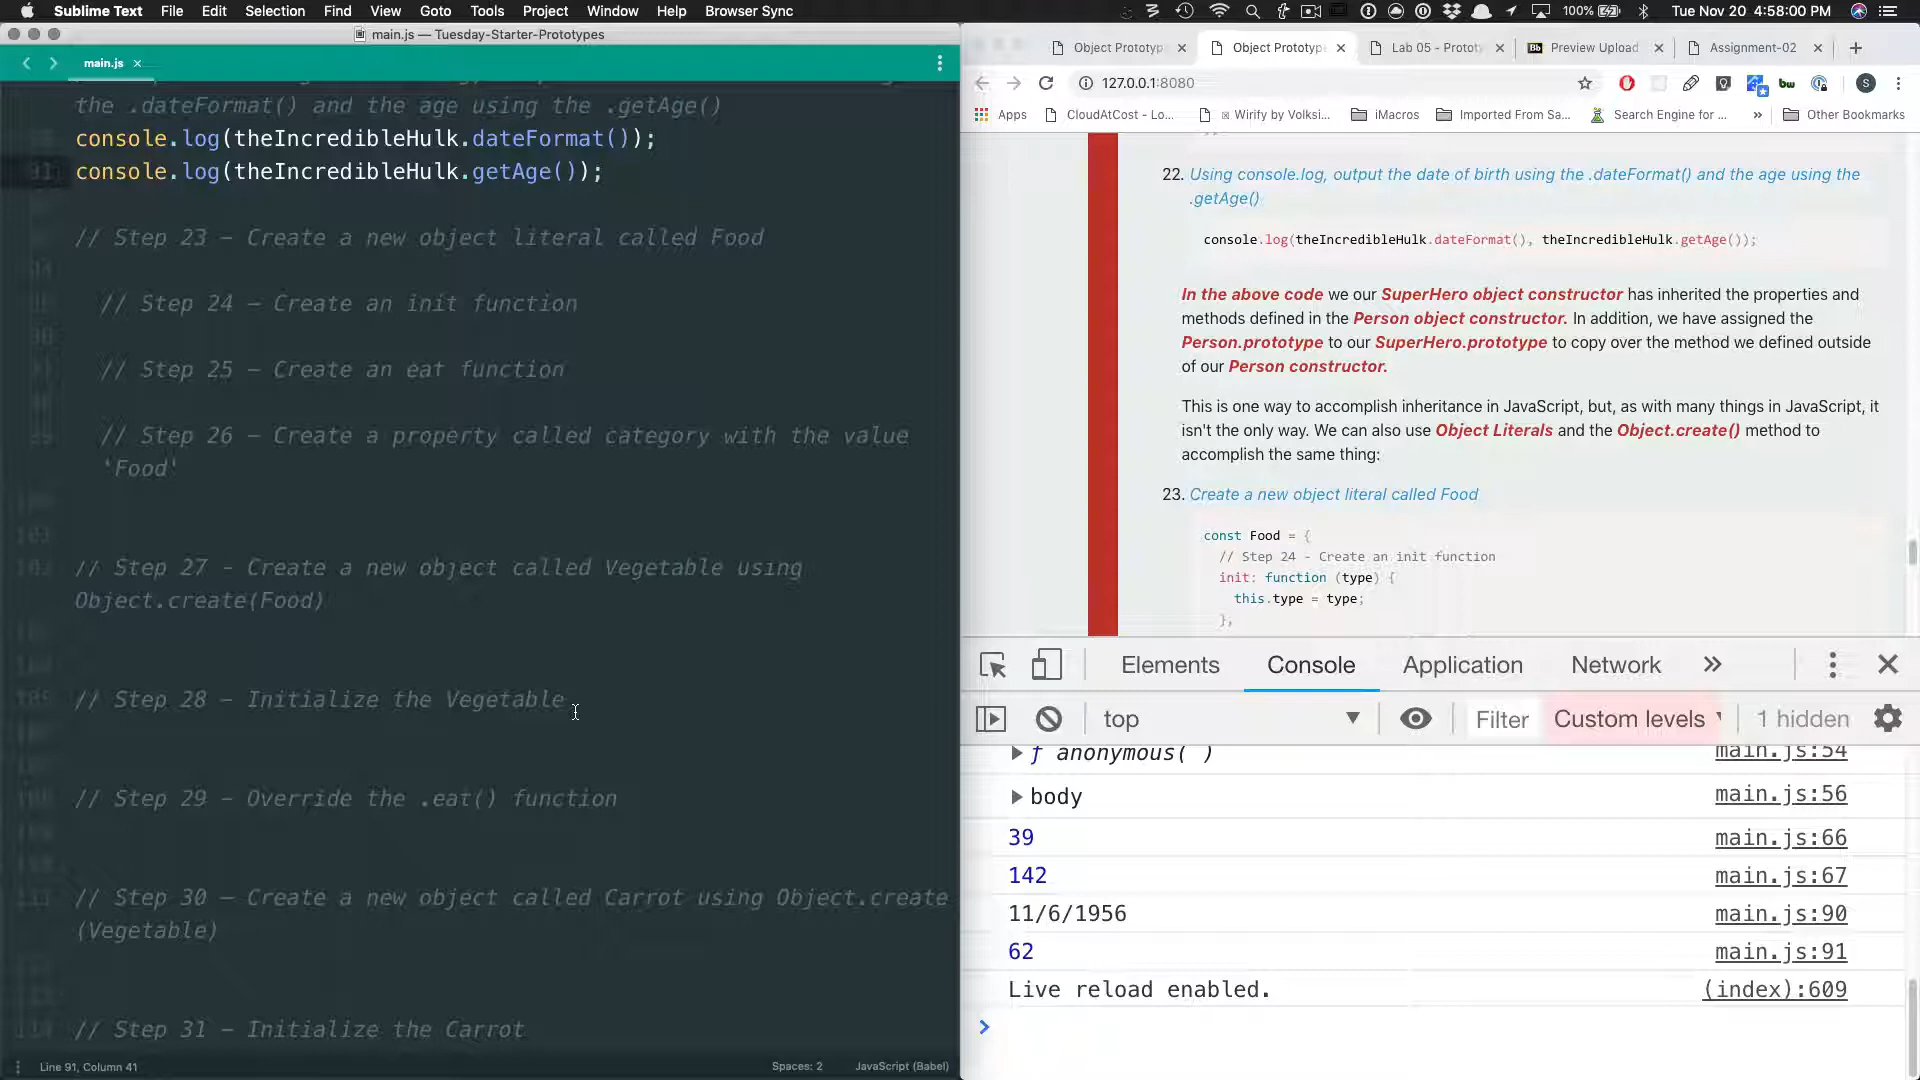 Sublime Text File Edit Selection Find View Goto Tools Project Window Help Browser Sync
100% Tue Nov 20 4:58:00 PM
main.js — Tuesday-Starter-Prototypes
main.js ×
the .dateFormat() and the age using the .getAge()
console.log(theIncredibleHulk.dateFormat());
91 console.log(theIncredibleHulk.getAge());
// Step 23 – Create a new object literal called Food
// Step 24 – Create an init function
// Step 25 – Create an eat function
// Step 26 – Create a property called category with the value
'Food'
// Step 27 - Create a new object called Vegetable using
Object.create(Food)
// Step 28 – Initialize the Vegetable
// Step 29 – Override the .eat() function
// Step 30 – Create a new object called Carrot using Object.create
(Vegetable)
// Step 31 – Initialize the Carrot
Line 91, Column 41 Spaces: 2 JavaScript (Babel)
Object Prototyp × Object Prototype × Lab 05 - Protot × Bb Preview Upload × Assignment-02 × +
127.0.0.1:8080
Apps CloudAtCost - Lo... Wirify by Volksi... iMacros Imported From Sa... Search Engine for ... » Other Bookmarks
22. Using console.log, output the date of birth using the .dateFormat() and the age using the
.getAge()
console.log(theIncredibleHulk.dateFormat(), theIncredibleHulk.getAge());
In the above code we our SuperHero object constructor has inherited the properties and
methods defined in the Person object constructor. In addition, we have assigned the
Person.prototype to our SuperHero.prototype to copy over the method we defined outside
of our Person constructor.
This is one way to accomplish inheritance in JavaScript, but, as with many things in JavaScript, it
isn't the only way. We can also use Object Literals and the Object.create() method to
accomplish the same thing:
23. Create a new object literal called Food
const Food = {
// Step 24 - Create an init function
init: function (type) {
this.type = type;
},
Elements Console Application Network »
top Filter Custom levels 1 hidden
ƒ anonymous( ) main.js:54
body main.js:56
39 main.js:66
142 main.js:67
11/6/1956 main.js:90
62 main.js:91
Live reload enabled. (index):609